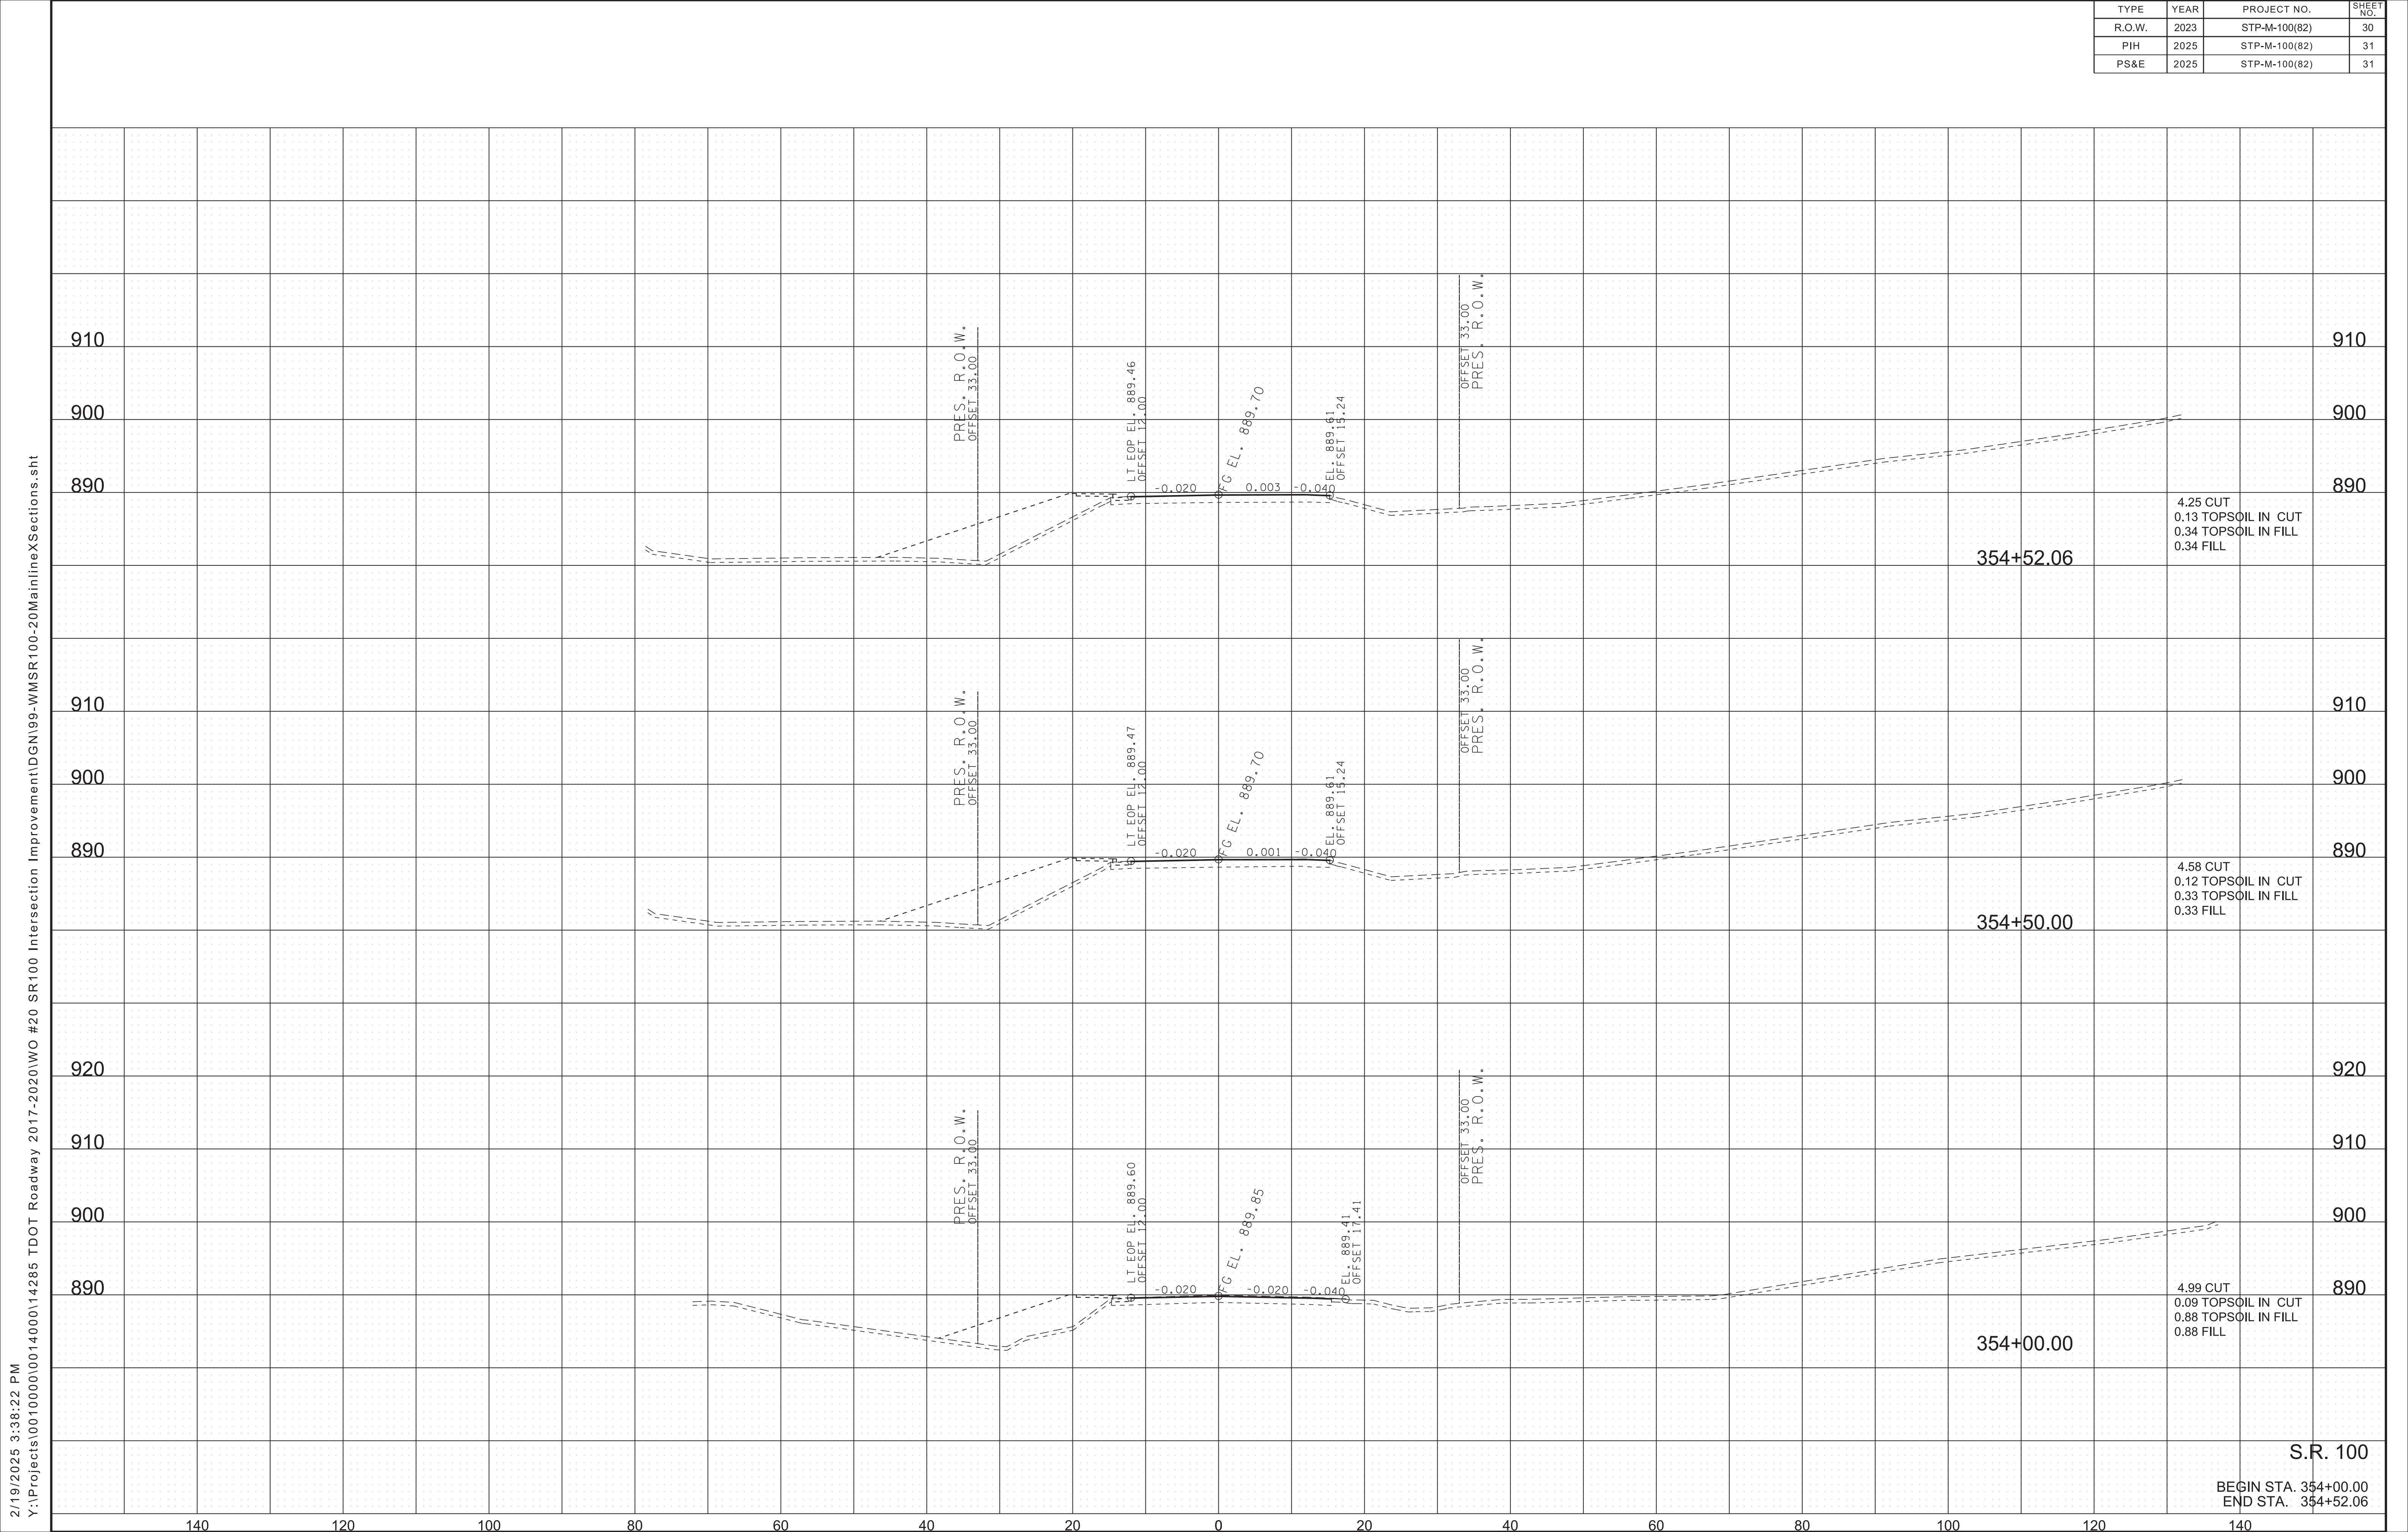 TYPE YEAR PROJECT NO. SHEET NO.
R.O.W. 2023 STP-M-100(82) 30
PIH 2025 STP-M-100(82) 31
PS&E 2025 STP-M-100(82) 31
2/19/2025 3:38:22 PM
Y:\Projects\0010000\0014000\14285 TDOT Roadway 2017-2020\WO #20 SR100 Intersection Improvement\DGN\99-WMSR100-20MainlineXSections.sht
910 910
900 900
890 890
PRES. R.O.W.
OFFSET 33.00
LT EOP EL. 889.46
OFFSET 12.00
FG EL. 889.70
EL. 889.61
OFFSET 15.24
OFFSET 33.00
PRES. R.O.W.
-0.020 0.003 -0.040
4.25 CUT
0.13 TOPSOIL IN CUT
0.34 TOPSOIL IN FILL
0.34 FILL
354+52.06
910 910
900 900
890 890
PRES. R.O.W.
OFFSET 33.00
LT EOP EL. 889.47
OFFSET 12.00
FG EL. 889.70
EL. 889.61
OFFSET 15.24
OFFSET 33.00
PRES. R.O.W.
-0.020 0.001 -0.040
4.58 CUT
0.12 TOPSOIL IN CUT
0.33 TOPSOIL IN FILL
0.33 FILL
354+50.00
920 920
910 910
900 900
890 890
PRES. R.O.W.
OFFSET 33.00
LT EOP EL. 889.60
OFFSET 12.00
FG EL. 889.85
EL. 889.41
OFFSET 17.41
OFFSET 33.00
PRES. R.O.W.
-0.020 -0.020 -0.040
4.99 CUT
0.09 TOPSOIL IN CUT
0.88 TOPSOIL IN FILL
0.88 FILL
354+00.00
S.R. 100
BEGIN STA. 354+00.00
END STA. 354+52.06
140 120 100 80 60 40 20 0 20 40 60 80 100 120 140